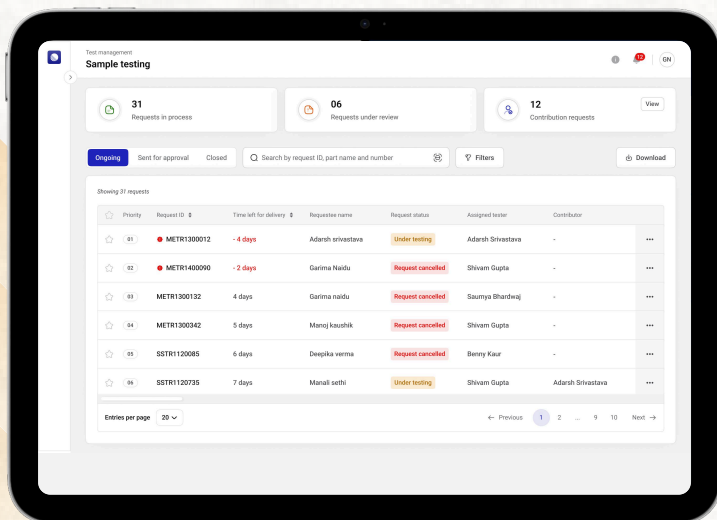 Test management
Sample testing
12
GN
31
Requests in process
06
Requests under review
12
Contribution requests
View
Ongoing Sent for approval Closed Search by request ID, part name and number Filters Download
Showing 31 requests
Priority Request ID Time left for delivery Requestee name Request status Assigned tester Contributor
01 METR1300012 - 4 days Adarsh srivastava Under testing Adarsh Srivastava -
02 METR1400090 - 2 days Garima Naidu Request cancelled Shivam Gupta -
03 METR1300132 4 days Garima naidu Request cancelled Saumya Bhardwaj -
04 METR1300342 5 days Manoj kaushik Request cancelled Shivam Gupta -
05 SSTR1120085 6 days Deepika verma Request cancelled Benny Kaur -
06 SSTR1120735 7 days Manali sethi Under testing Shivam Gupta Adarsh Srivastava
Entries per page 20 ← Previous 1 2 ... 9 10 Next →